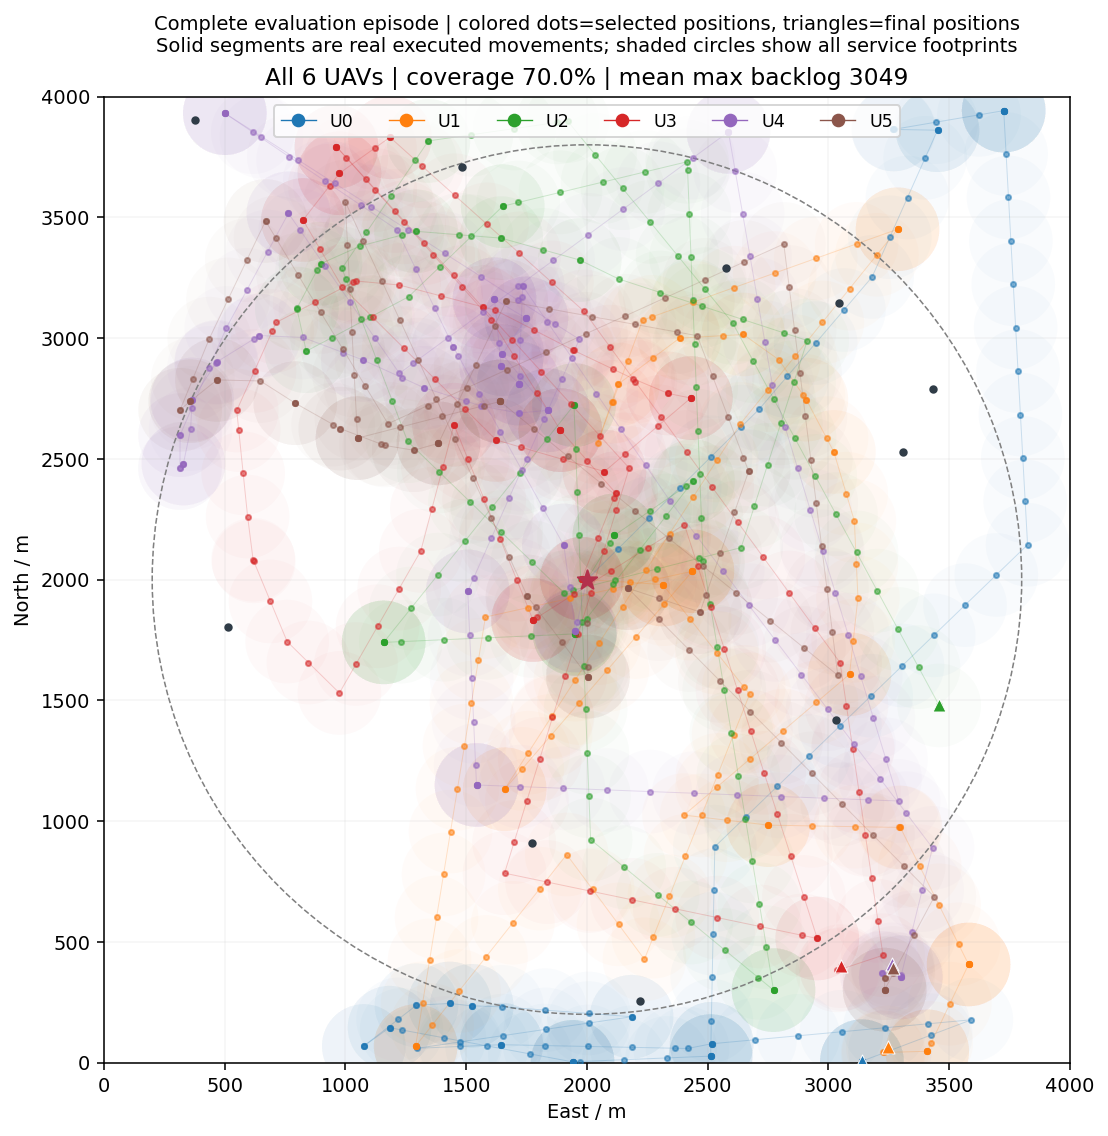 Complete evaluation episode | colored dots=selected positions, triangles=final positions
Solid segments are real executed movements; shaded circles show all service footprints
All 6 UAVs | coverage 70.0% | mean max backlog 3049
U0 U1 U2 U3 U4 U5
4000
3500
3000
2500
2000
1500
1000
500
0
North / m
0 500 1000 1500 2000 2500 3000 3500 4000
East / m